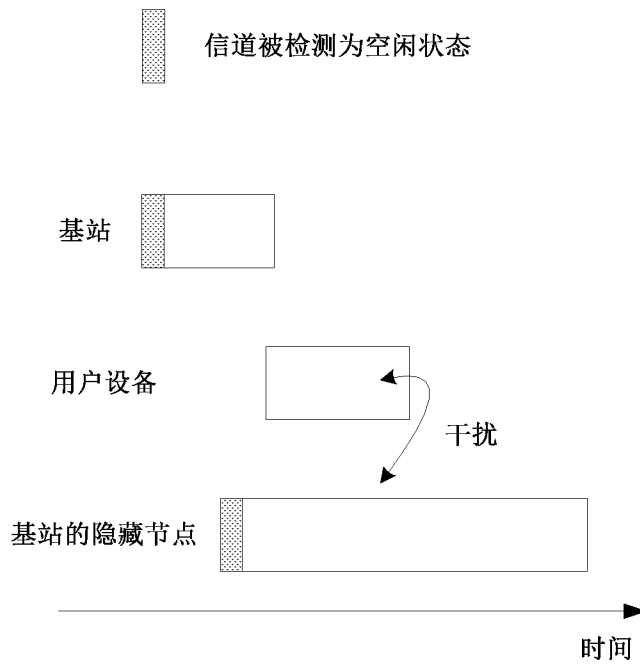 信道被检测为空闲状态
基站
用户设备
干扰
基站的隐藏节点
时间